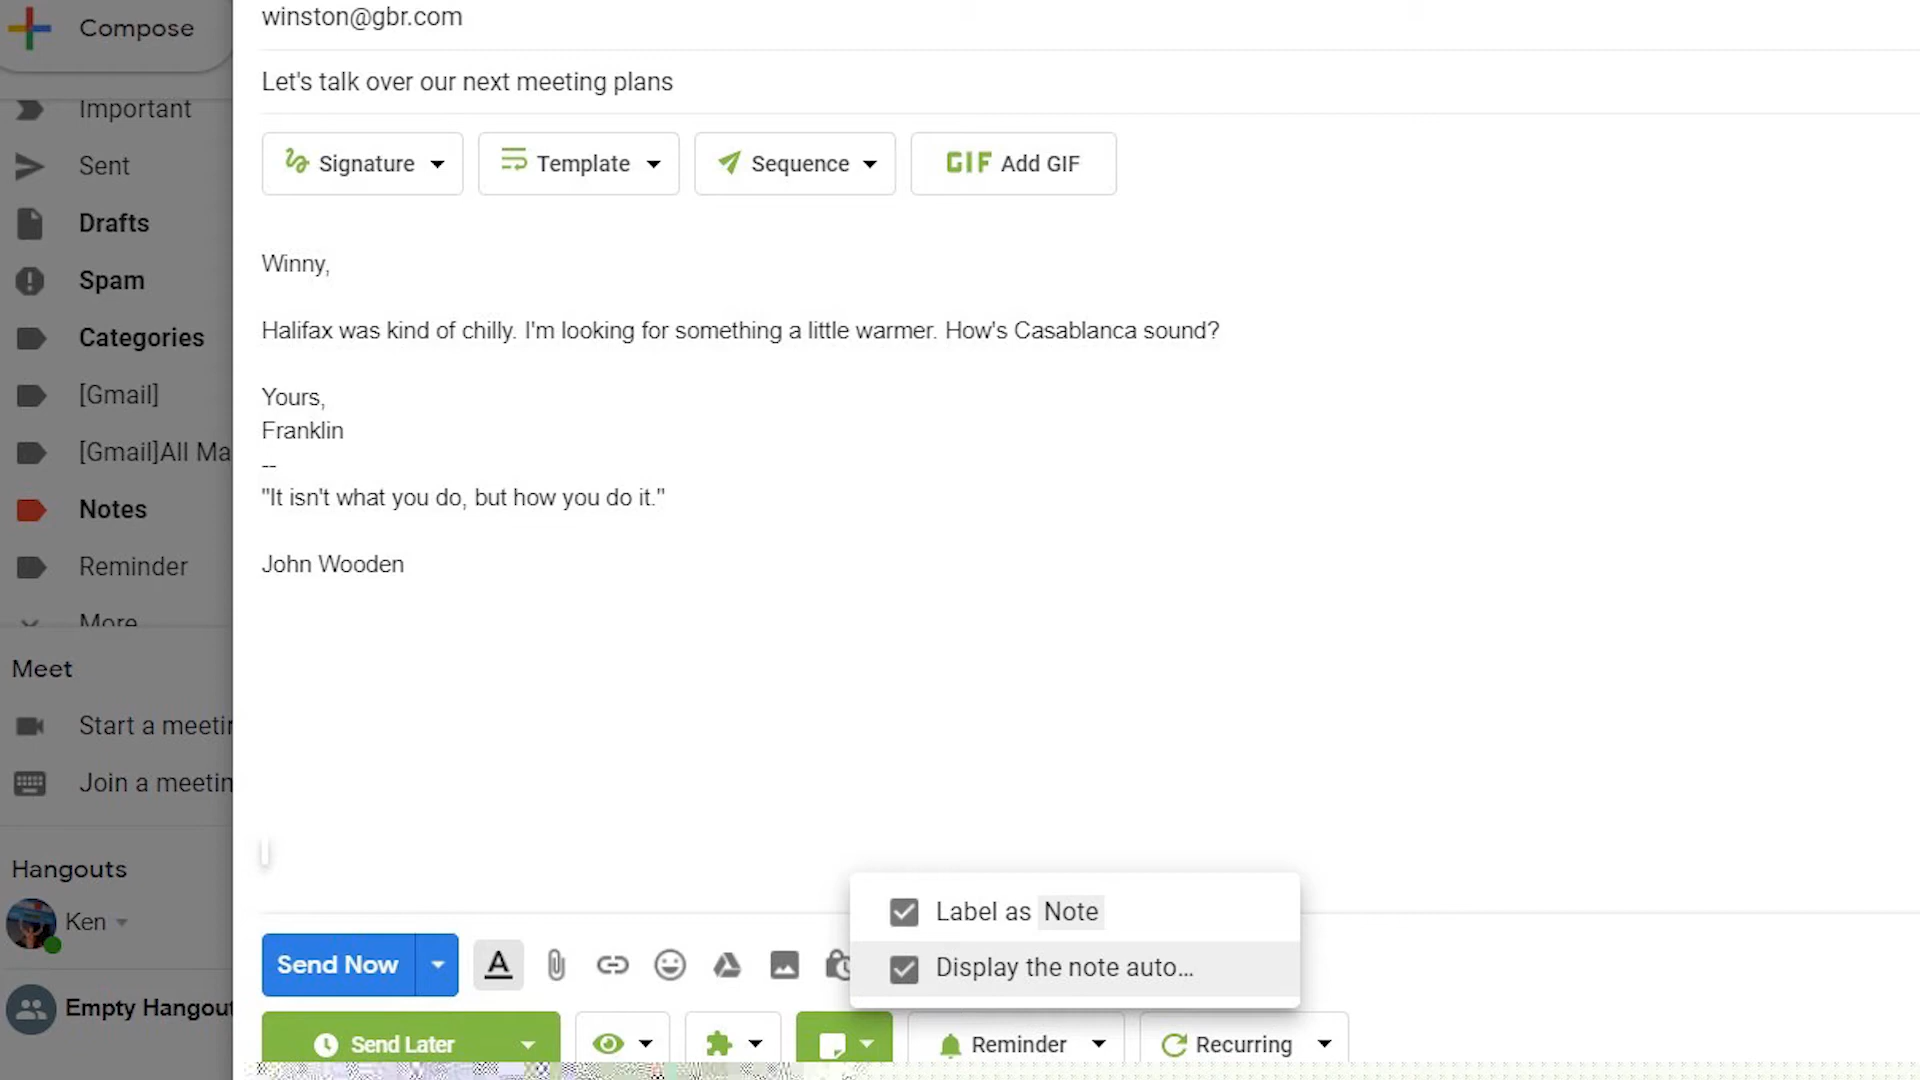 Compose
Important
Sent
Drafts
Spam
Categories
[Gmail]
[Gmail]All Ma
Notes
Reminder
More
Meet
Start a meetin
Join a meetin
Hangouts
Ken
Empty Hangout
winston@gbr.com
Let's talk over our next meeting plans
Signature
Template
Sequence
GIF Add GIF
Winny,
Halifax was kind of chilly. I'm looking for something a little warmer. How's Casablanca sound?
Yours,
Franklin
--
"It isn't what you do, but how you do it."
John Wooden
Label as Note
Display the note auto...
Send Now
A
Send Later
Reminder
Recurring